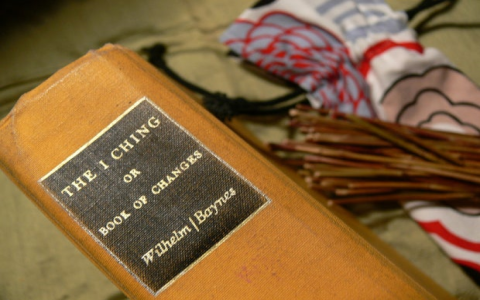 THE I CHING
OR
BOOK OF CHANGES
Wilhelm/Baynes